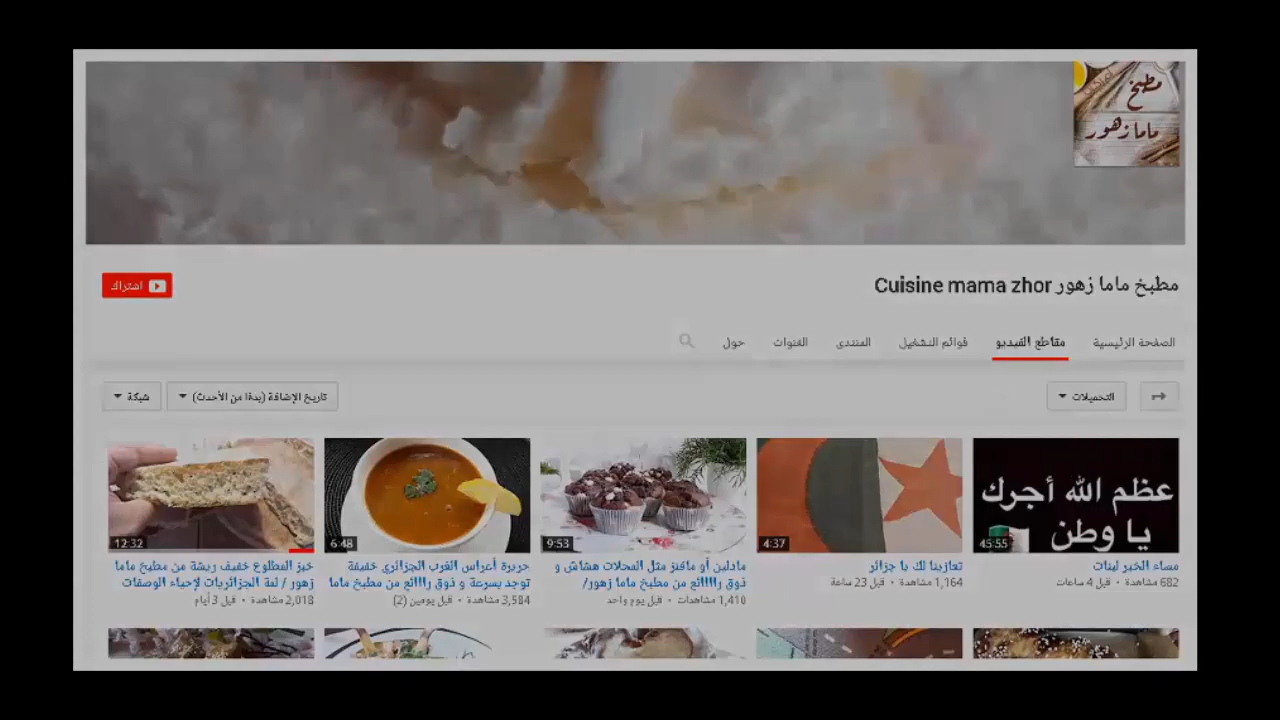 مطبخ
ماما زهور
مطبخ ماما زهور Cuisine mama zhor
اشتراك
الصفحة الرئيسية
مقاطع الفيديو
قوائم التشغيل
المنتدى
القنوات
حول
التحميلات
تاريخ الإضافة (بدءًا من الأحدث)
شبكة
عظم الله أجرك
يا وطن
45:55
مساء الخير لبنات
682 مشاهدة • قبل 4 ساعات
4:37
تعازينا لك يا جزائر
1,164 مشاهدة • قبل 23 ساعة
9:53
مادلين أو مافنز مثل المحلات هشاش و
ذوق رااااائع من مطبخ ماما زهور/
1,410 مشاهدات • قبل يوم واحد
6:48
حريرة أعراس الغرب الجزائري خفيفة
توجد بسرعة و ذوق رااائع من مطبخ ماما
3,584 مشاهدة • قبل يومين (2)
12:32
خبز المطلوع خفيف ريشة من مطبخ ماما
زهور / لمة الجزائريات لإحياء الوصفات
2,018 مشاهدة • قبل 3 أيام